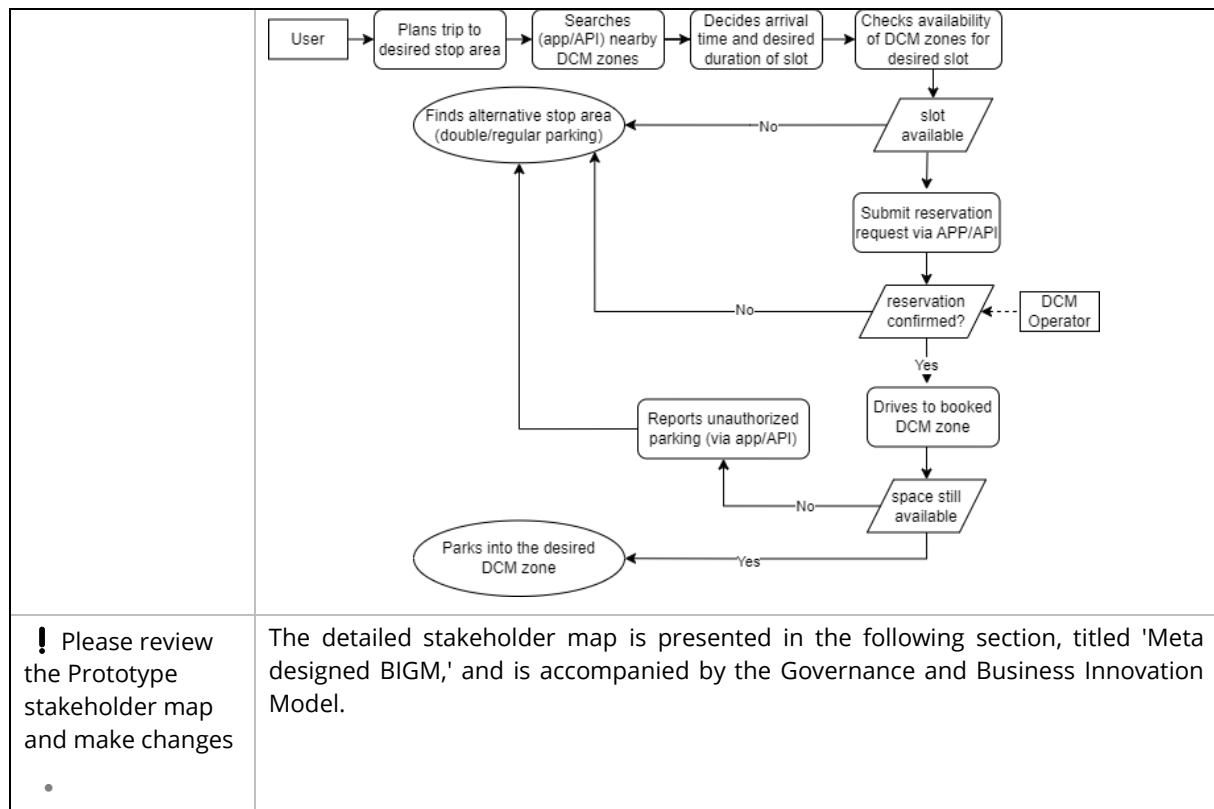 User
Plans trip to
desired stop area
Searches
(app/API) nearby
DCM zones
Decides arrival
time and desired
duration of slot
Checks availability
of DCM zones for
desired slot
Finds alternative stop area
(double/regular parking)
No
slot
available
Submit reservation
request via APP/API
No
reservation
confirmed?
DCM
Operator
Yes
Drives to booked
DCM zone
Reports unauthorized
parking (via app/API)
No
space still
available
Parks into the desired
DCM zone
Yes
❗ Please review
the Prototype
stakeholder map
and make changes
•
The detailed stakeholder map is presented in the following section, titled 'Meta
designed BIGM,' and is accompanied by the Governance and Business Innovation
Model.